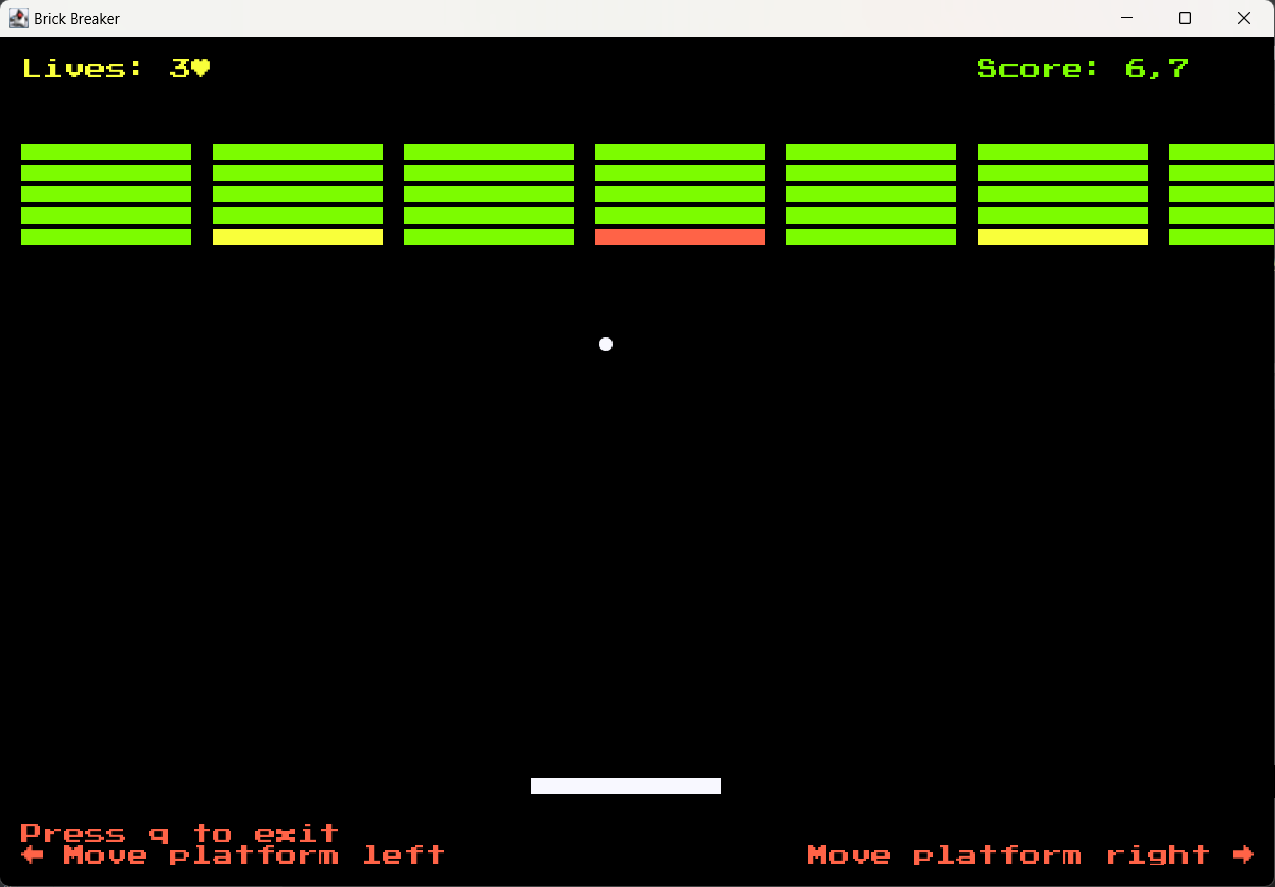 Brick Breaker
Lives: 3♥ Score: 6,7
Press q to exit
← Move platform left Move platform right →